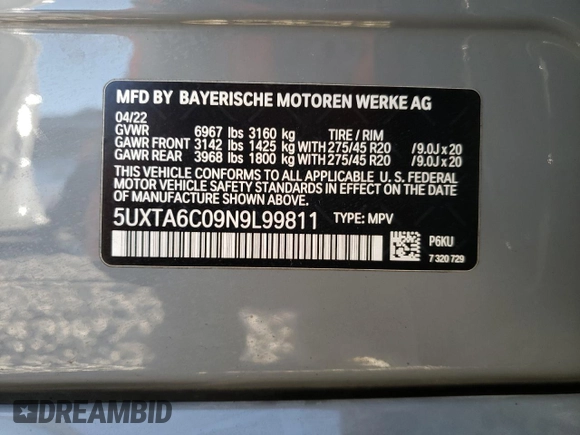 MFD BY BAYERISCHE MOTOREN WERKE AG
04/22
GVWR 6967 lbs 3160 kg TIRE / RIM
GAWR FRONT 3142 lbs 1425 kg WITH 275/45 R20 /9.0J x 20
GAWR REAR 3968 lbs 1800 kg WITH 275/45 R20 /9.0J x 20
THIS VEHICLE CONFORMS TO ALL APPLICABLE U.S. FEDERAL
MOTOR VEHICLE SAFETY STANDARDS IN EFFECT ON THE DATE
OF MANUFACTURE SHOWN ABOVE.
5UXTA6C09N9L99811 TYPE: MPV
P6KU
7 320 729
DREAMBID